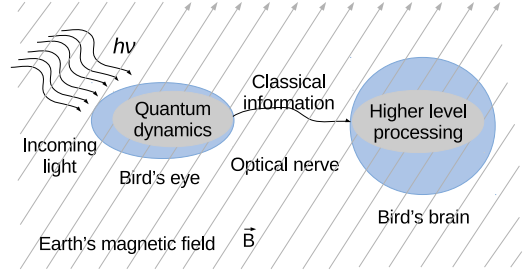 hν
Classical
information
Quantum
dynamics
Higher level
processing
Incoming
light
Optical nerve
Bird's eye
Bird's brain
Earth's magnetic field
B⃗